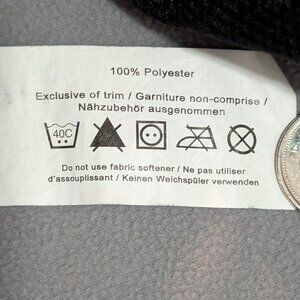 100% Polyester
Exclusive of trim / Garniture non-comprise /
Nähzubehör ausgenommen
40C
Do not use fabric softener / Ne pas utiliser
d'assouplissant / Keinen Weichspüler verwenden